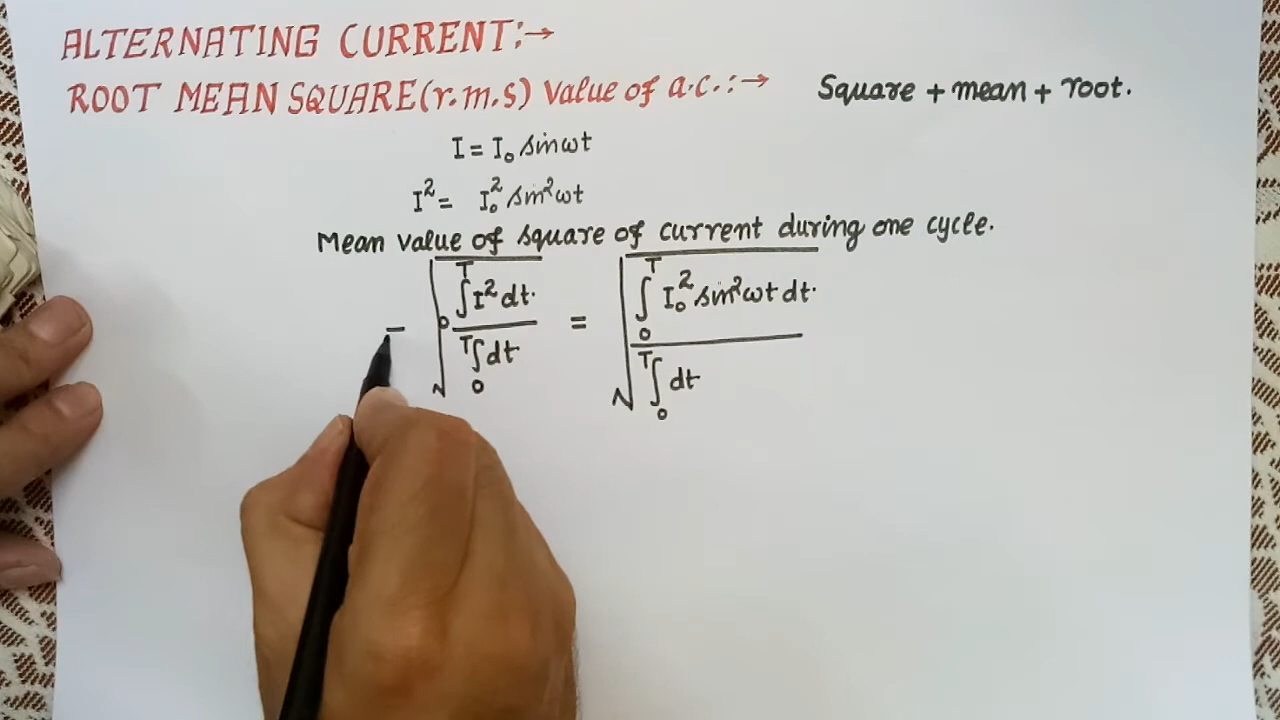 ALTERNATING CURRENT:→
ROOT MEAN SQUARE(r.m.s) Value of a.c.:→ Square + mean + root.
I = I₀ sinωt
I² = I₀² sin²ωt
Mean value of square of current during one cycle.
– √(∫₀ᵀ I² dt / ∫₀ᵀ dt) = √(∫₀ᵀ I₀² sin²ωt dt / ∫₀ᵀ dt)